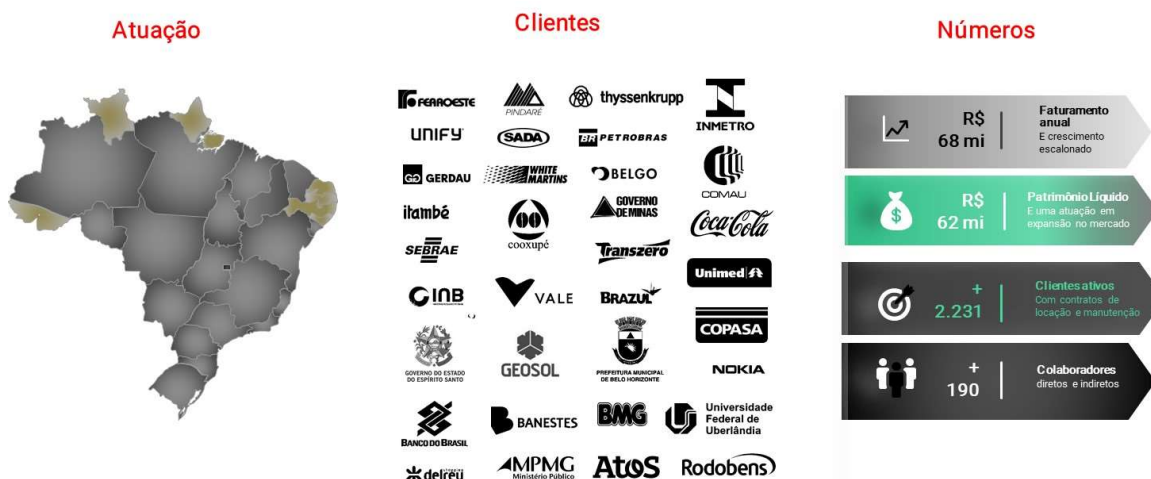 Atuação
Clientes
Números
FERROESTE
PINDARÉ
thyssenkrupp
INMETRO
UNIFY
SADA
BR PETROBRAS
GG GERDAU
WHITE
MARTINS
BELGO
COMAU
itambé
cooxupé
GOVERNO
DE MINAS
Coca-Cola
SEBRAE
Transzero
Unimed
INB
VALE
BRAZUL
COPASA
GOVERNO DO ESTADO
DO ESPÍRITO SANTO
GEOSOL
PREFEITURA MUNICIPAL
DE BELO HORIZONTE
NOKIA
BANCO DO BRASIL
BANESTES
BMG
Universidade
Federal de
Uberlândia
delrey
MPMG
Ministério Público
Atos
Rodobens
R$
68 mi
Faturamento
anual
E crescimento
escalonado
R$
62 mi
Patrimônio Líquido
E uma atuação em
expansão no mercado
+
2.231
Clientes ativos
Com contratos de
locação e manutenção
+
190
Colaboradores
diretos e indiretos